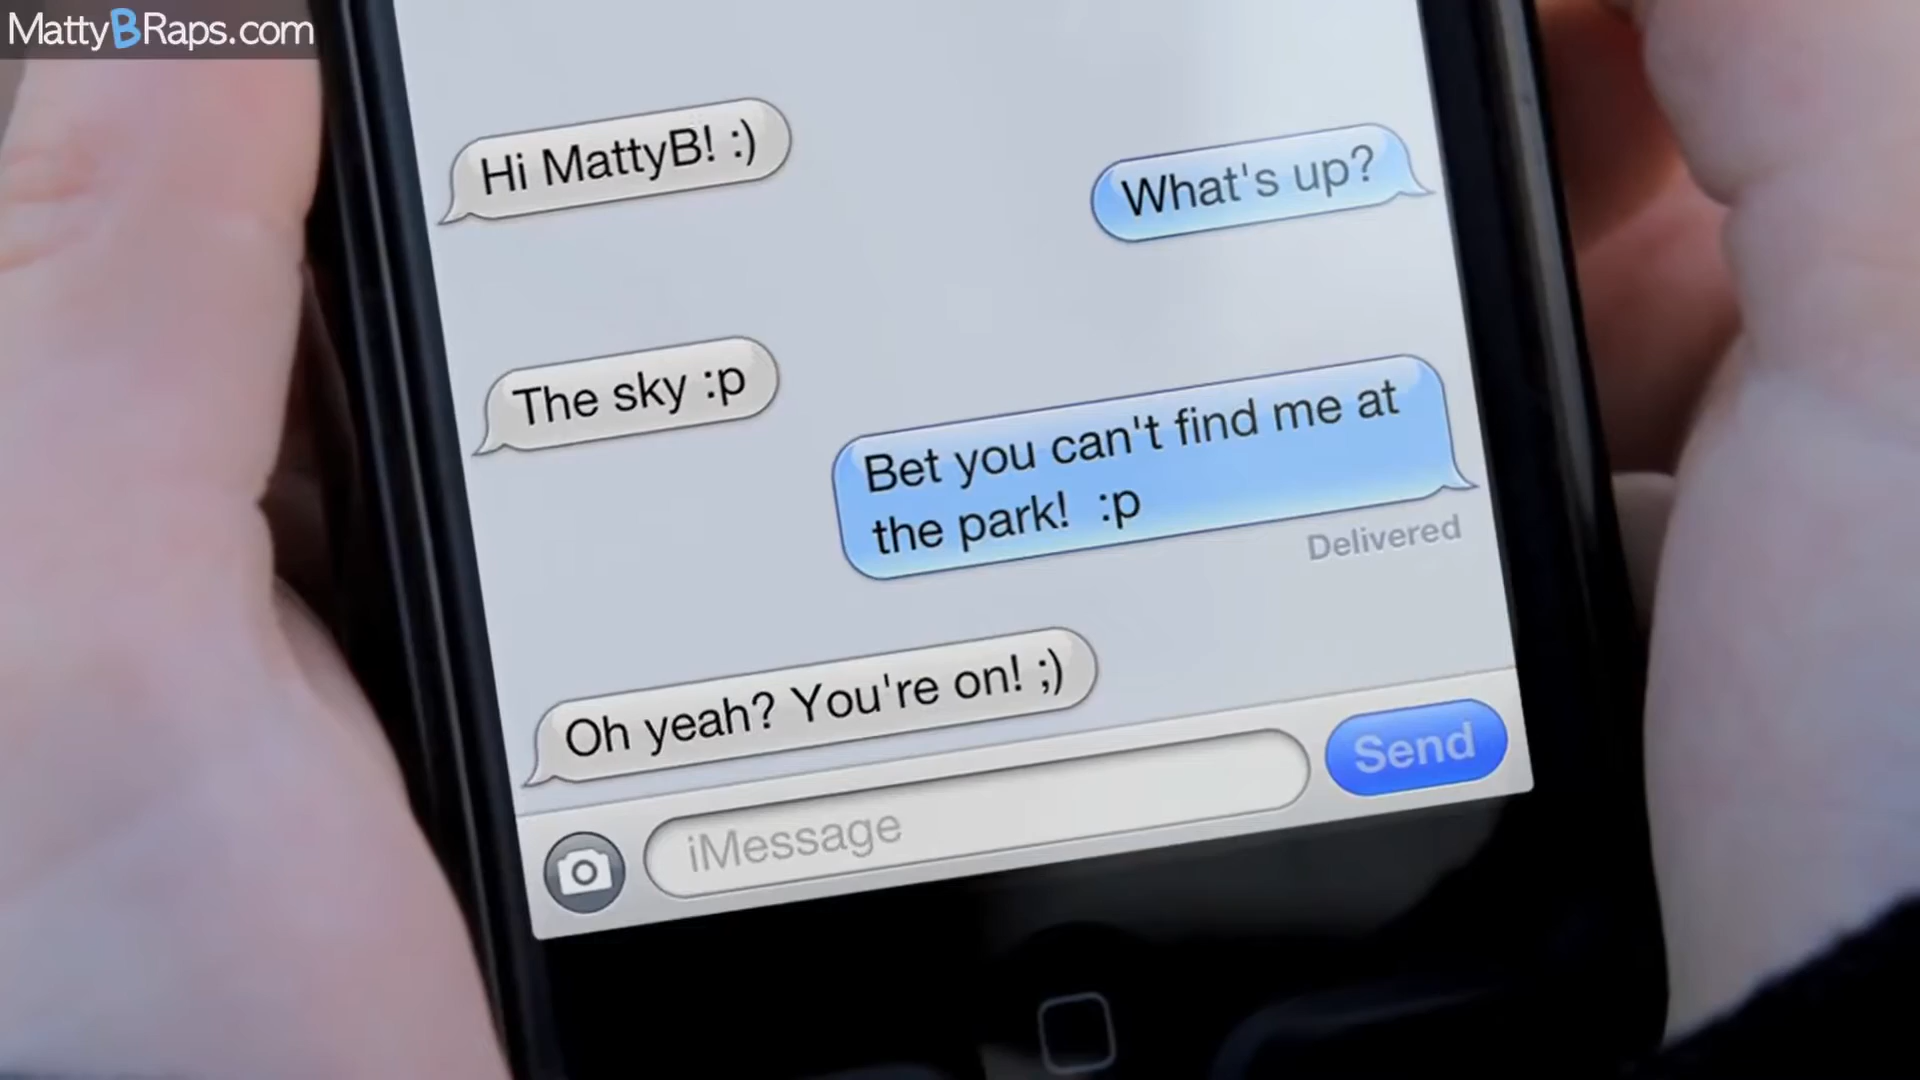 MattyBRaps.com
Hi MattyB! :)
What's up?
The sky :p
Bet you can't find me at
the park!  :p
Delivered
Oh yeah? You're on! ;)
iMessage
Send